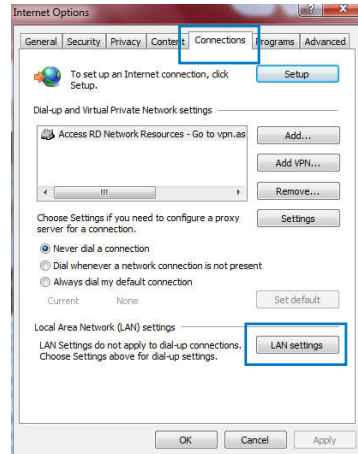 Internet Options
General Security Privacy Content Connections Programs Advanced
To set up an Internet connection, click
Setup.
Setup
Dial-up and Virtual Private Network settings
Access RD Network Resources - Go to vpn.as
Add...
Add VPN...
Remove...
Choose Settings if you need to configure a proxy
server for a connection.
Settings
Never dial a connection
Dial whenever a network connection is not present
Always dial my default connection
Current None
Set default
Local Area Network (LAN) settings
LAN Settings do not apply to dial-up connections.
Choose Settings above for dial-up settings.
LAN settings
OK Cancel Apply